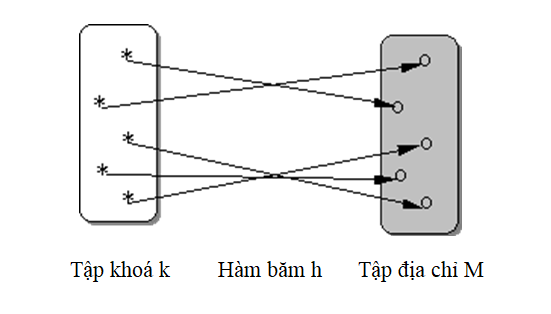 Tập khoá k
Hàm băm h
Tập địa chỉ M